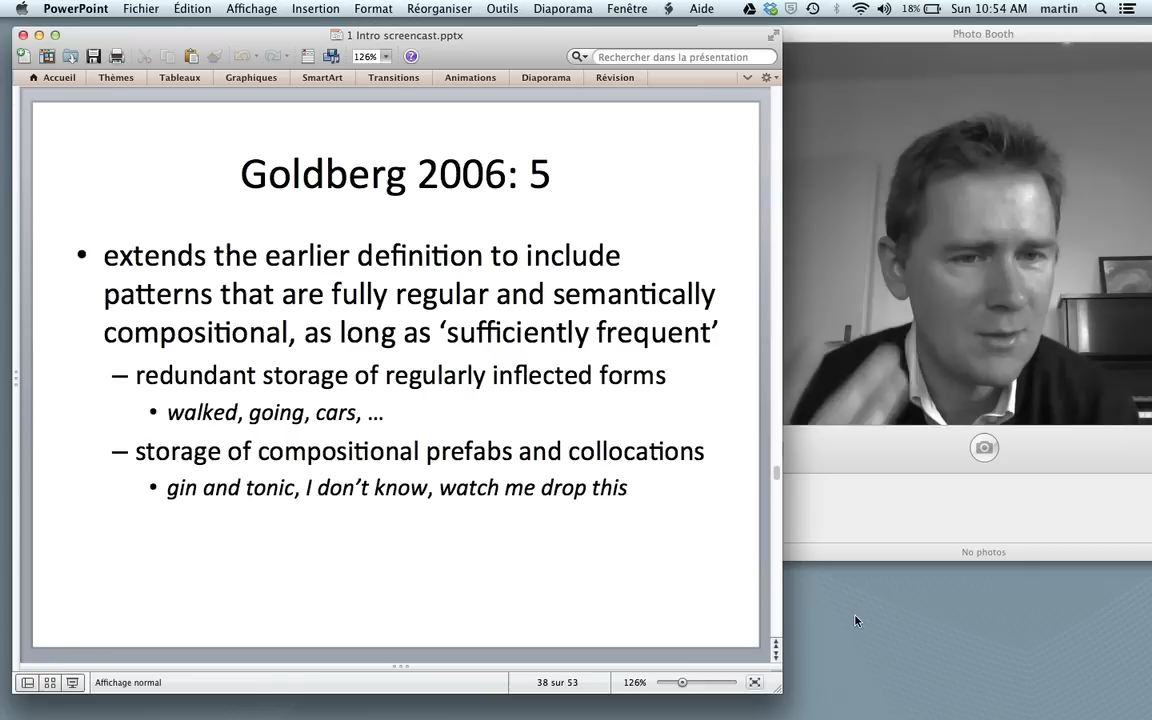 PowerPoint Fichier Édition Affichage Insertion Format Réorganiser Outils Diaporama Fenêtre Aide 18% Sun 10:54 AM martin
1 Intro screencast.pptx
Photo Booth
126% Rechercher dans la présentation
Accueil Thèmes Tableaux Graphiques SmartArt Transitions Animations Diaporama Révision
Goldberg 2006: 5
• extends the earlier definition to include
patterns that are fully regular and semantically
compositional, as long as ‘sufficiently frequent’
– redundant storage of regularly inflected forms
• walked, going, cars, …
– storage of compositional prefabs and collocations
• gin and tonic, I don’t know, watch me drop this
No photos
Affichage normal 38 sur 53 126%